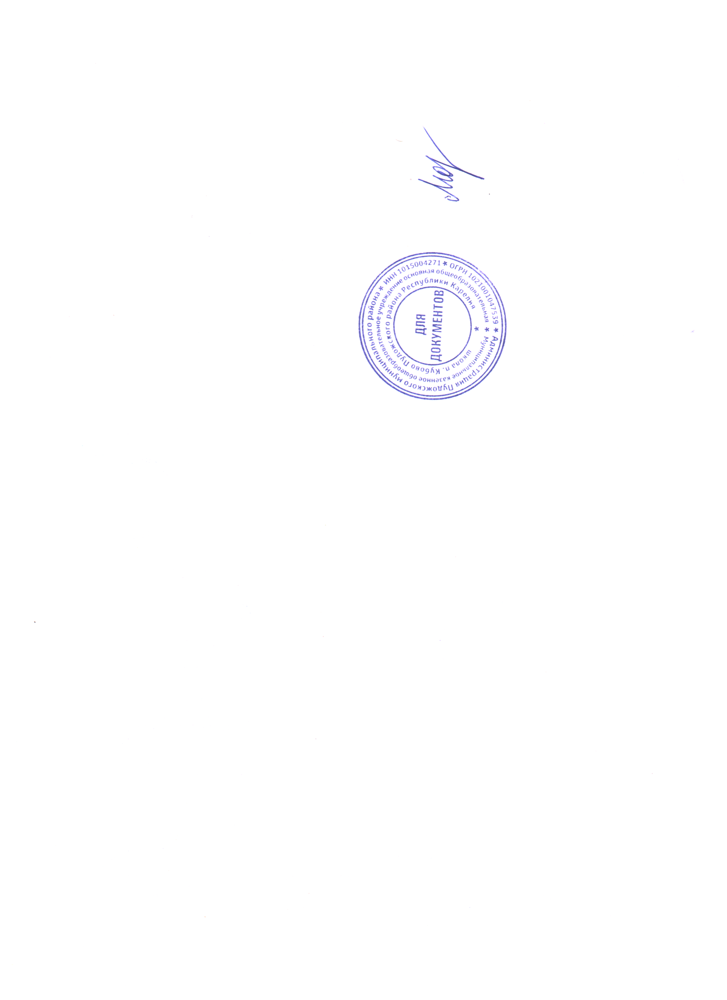 Администрация Пудожского муниципального района * ИНН 1015004271 * ОГРН 1021001047539 *
Муниципальное казенное общеобразовательное учреждение основная общеобразовательная *
школа п. Кубово Пудожского района Республики Карелия *
ДЛЯ
ДОКУМЕНТОВ